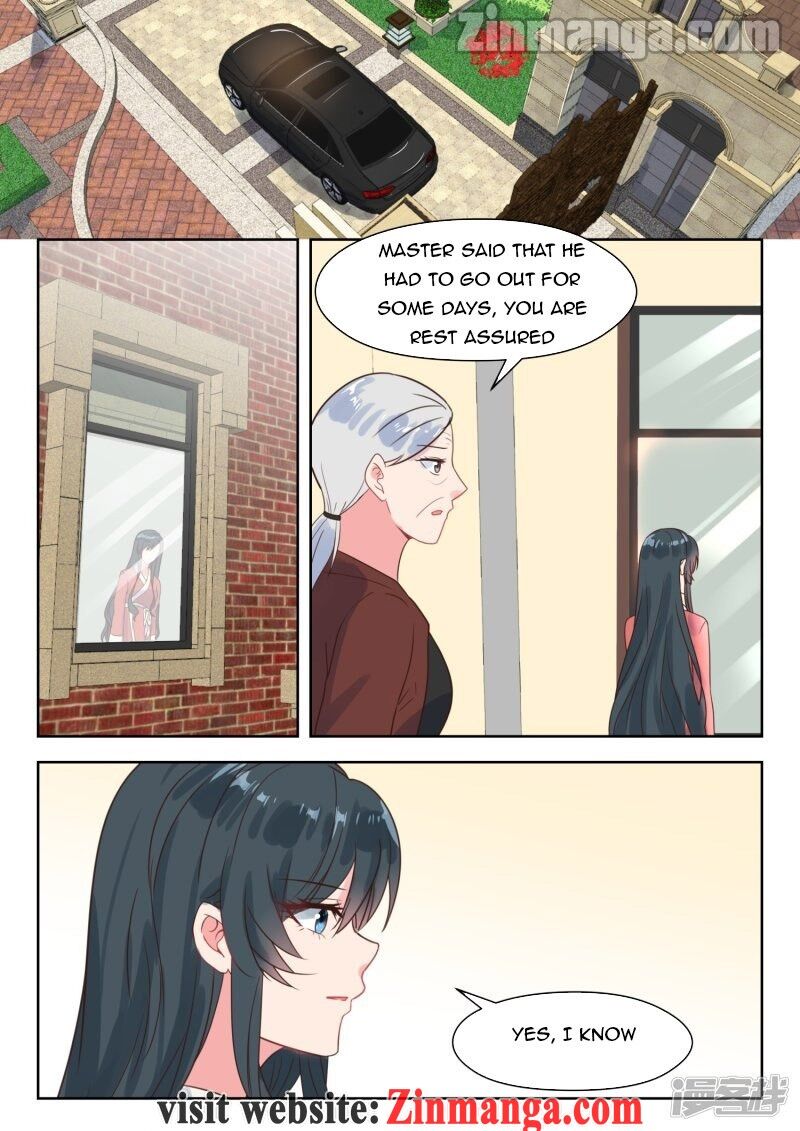 Zinmanga.com
MASTER SAID THAT HE
HAD TO GO OUT FOR
SOME DAYS, YOU ARE
REST ASSURED
YES, I KNOW
漫客栈
visit website: Zinmanga.com